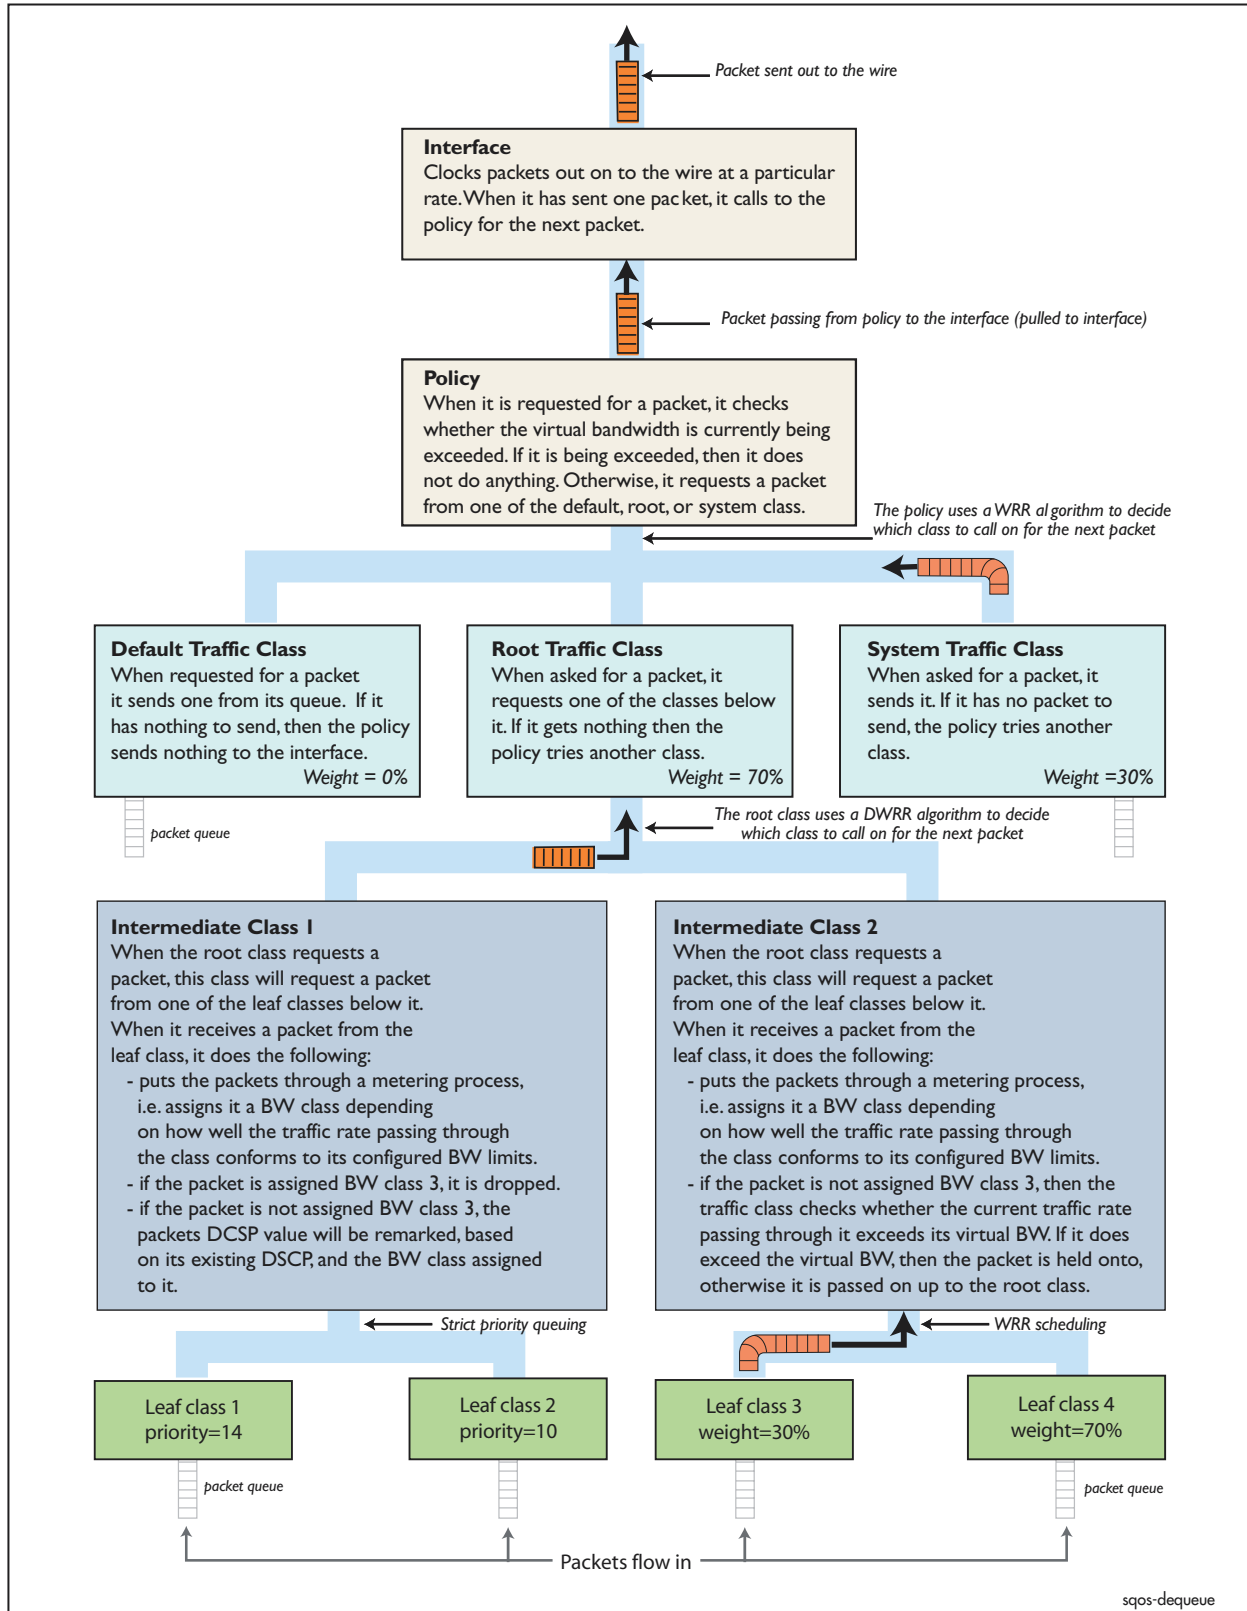 Packet sent out to the wire
Interface
Clocks packets out on to the wire at a particular
rate. When it has sent one packet, it calls to the
policy for the next packet.
Packet passing from policy to the interface (pulled to interface)
Policy
When it is requested for a packet, it checks
whether the virtual bandwidth is currently being
exceeded. If it is being exceeded, then it does
not do anything. Otherwise, it requests a packet
from one of the default, root, or system class.
The policy uses a WRR algorithm to decide
which class to call on for the next packet
Default Traffic Class
When requested for a packet
it sends one from its queue. If it
has nothing to send, then the policy
sends nothing to the interface.
Weight = 0%
packet queue
Root Traffic Class
When asked for a packet, it
requests one of the classes below
it. If it gets nothing then the
policy tries another class.
Weight = 70%
System Traffic Class
When asked for a packet, it
sends it. If it has no packet to
send, the policy tries another
class.
Weight =30%
The root class uses a DWRR algorithm to decide
which class to call on for the next packet
Intermediate Class 1
When the root class requests a
packet, this class will request a packet
from one of the leaf classes below it.
When it receives a packet from the
leaf class, it does the following:
- puts the packets through a metering process,
i.e. assigns it a BW class depending
on how well the traffic rate passing through
the class conforms to its configured BW limits.
- if the packet is assigned BW class 3, it is dropped.
- if the packet is not assigned BW class 3, the
packets DCSP value will be remarked, based
on its existing DSCP, and the BW class assigned
to it.
Intermediate Class 2
When the root class requests a
packet, this class will request a packet
from one of the leaf classes below it.
When it receives a packet from the
leaf class, it does the following:
- puts the packets through a metering process,
i.e. assigns it a BW class depending
on how well the traffic rate passing through
the class conforms to its configured BW limits.
- if the packet is not assigned BW class 3, then the
traffic class checks whether the current traffic rate
passing through it exceeds its virtual BW. If it does
exceed the virtual BW, then the packet is held onto,
otherwise it is passed on up to the root class.
Strict priority queuing
WRR scheduling
Leaf class 1
priority=14
Leaf class 2
priority=10
Leaf class 3
weight=30%
Leaf class 4
weight=70%
packet queue
packet queue
Packets flow in
sqos-dequeue